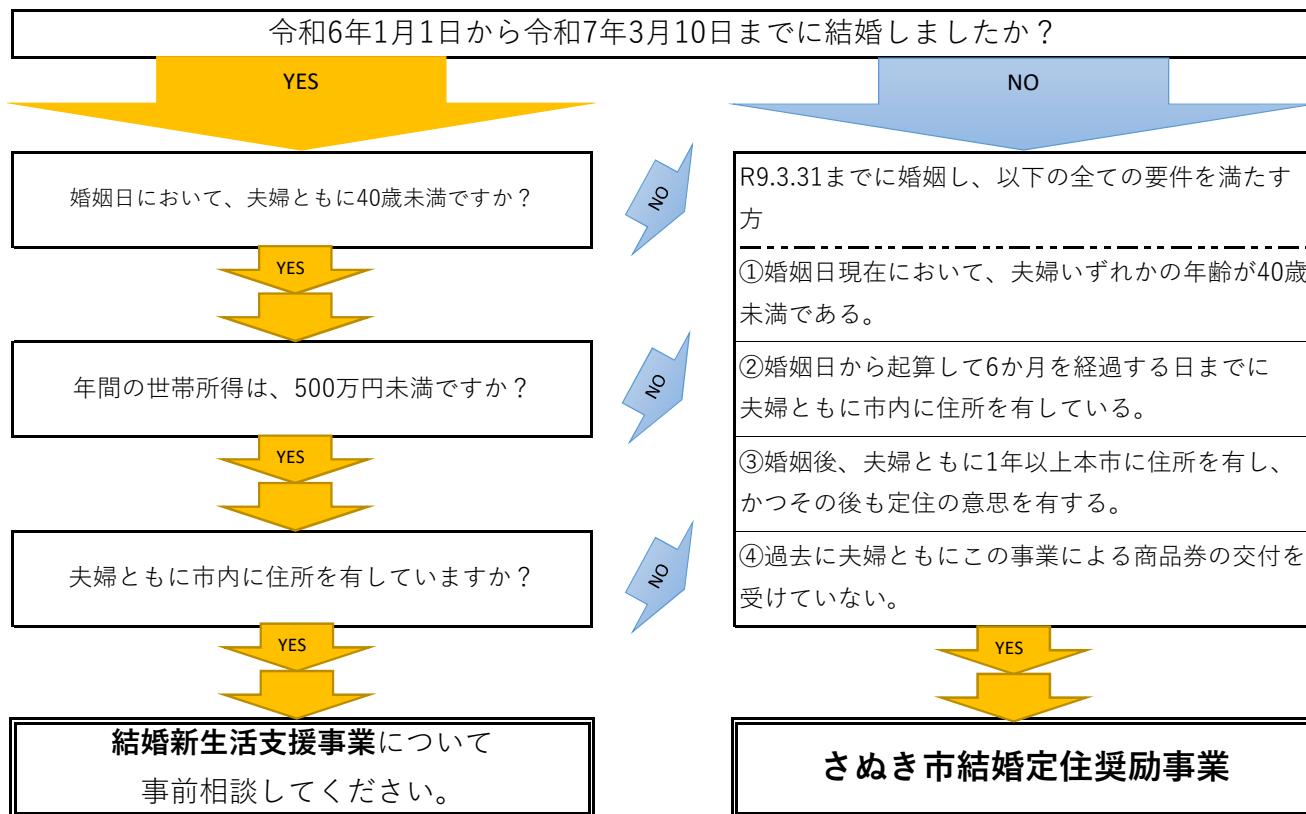 令和6年1月1日から令和7年3月10日までに結婚しましたか？
YES
NO
婚姻日において、夫婦ともに40歳未満ですか？
NO
YES
年間の世帯所得は、500万円未満ですか？
NO
YES
夫婦ともに市内に住所を有していますか？
NO
YES
結婚新生活支援事業について
事前相談してください。
R9.3.31までに婚姻し、以下の全ての要件を満たす
方
①婚姻日現在において、夫婦いずれかの年齢が40歳
未満である。
②婚姻日から起算して6か月を経過する日までに
夫婦ともに市内に住所を有している。
③婚姻後、夫婦ともに1年以上本市に住所を有し、
かつその後も定住の意思を有する。
④過去に夫婦ともにこの事業による商品券の交付を
受けていない。
YES
さぬき市結婚定住奨励事業